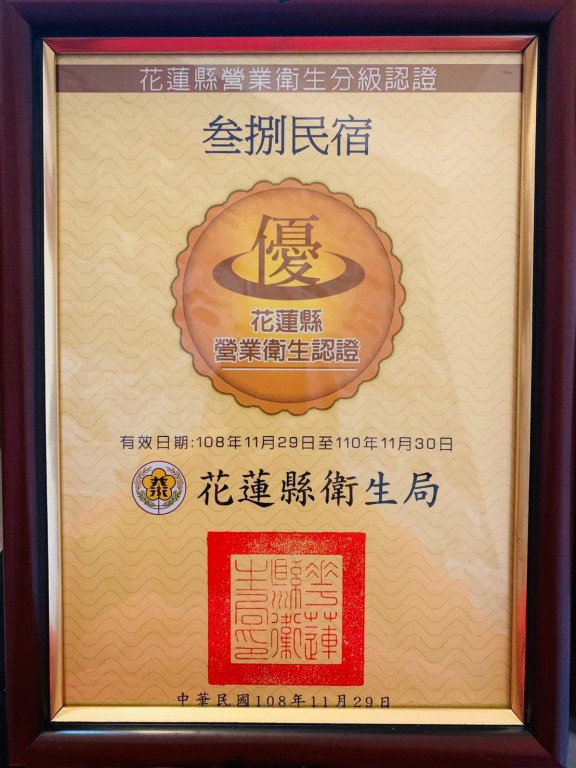 花蓮縣營業衛生分級認證
叁捌民宿
優
花蓮縣
營業衛生認證
有效日期:108年11月29日至110年11月30日
花蓮縣衛生局
花蓮縣衛生局印
中華民國108年11月29日